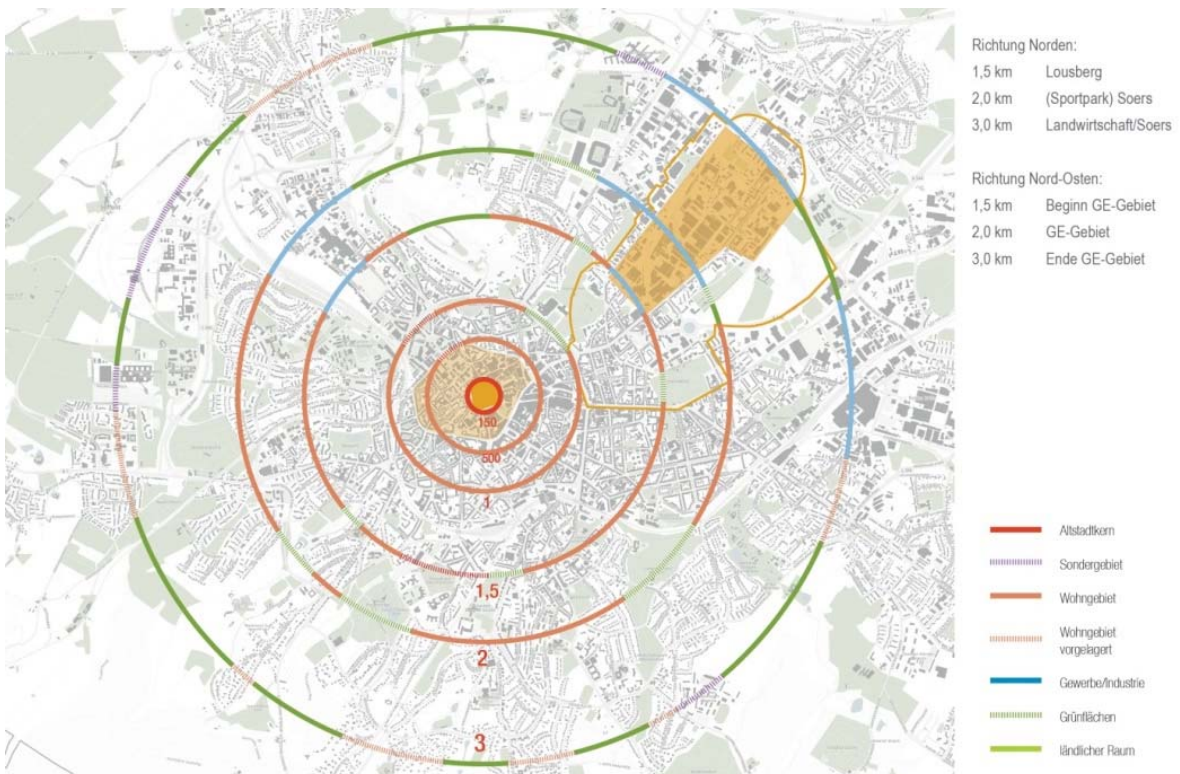 Richtung Norden:
1,5 km Lousberg
2,0 km (Sportpark) Soers
3,0 km Landwirtschaft/Soers
Richtung Nord-Osten:
1,5 km Beginn GE-Gebiet
2,0 km GE-Gebiet
3,0 km Ende GE-Gebiet
150
500
1
1,5
2
3
Altstadtkern
Sondergebiet
Wohngebiet
Wohngebiet
vorgelagert
Gewerbe/Industrie
Grünflächen
ländlicher Raum